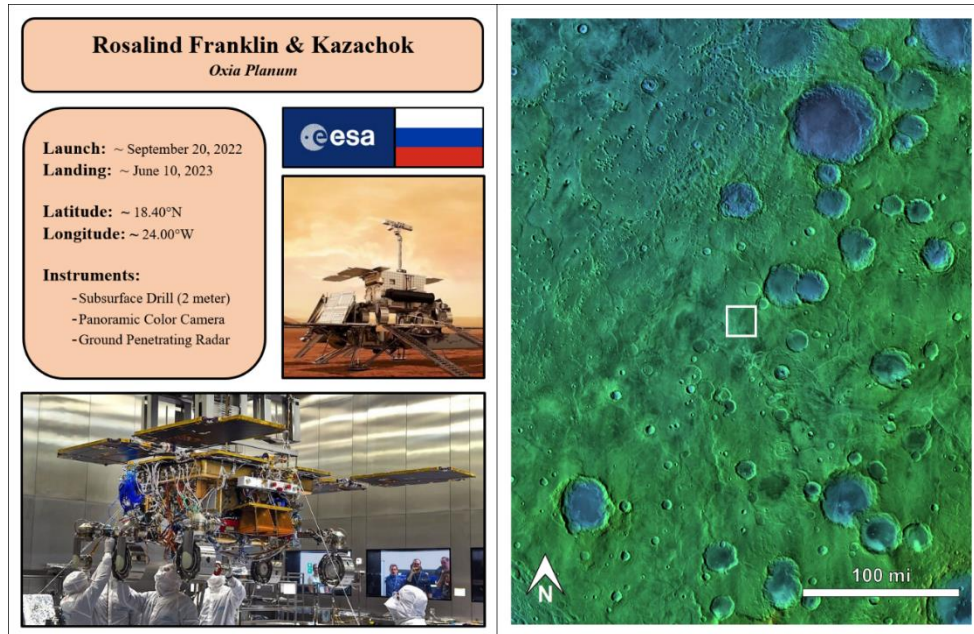 Rosalind Franklin & Kazachok
Oxia Planum
Launch: ~ September 20, 2022
Landing: ~ June 10, 2023
Latitude: ~ 18.40°N
Longitude: ~ 24.00°W
Instruments:
-Subsurface Drill (2 meter)
-Panoramic Color Camera
-Ground Penetrating Radar
esa
N
100 mi